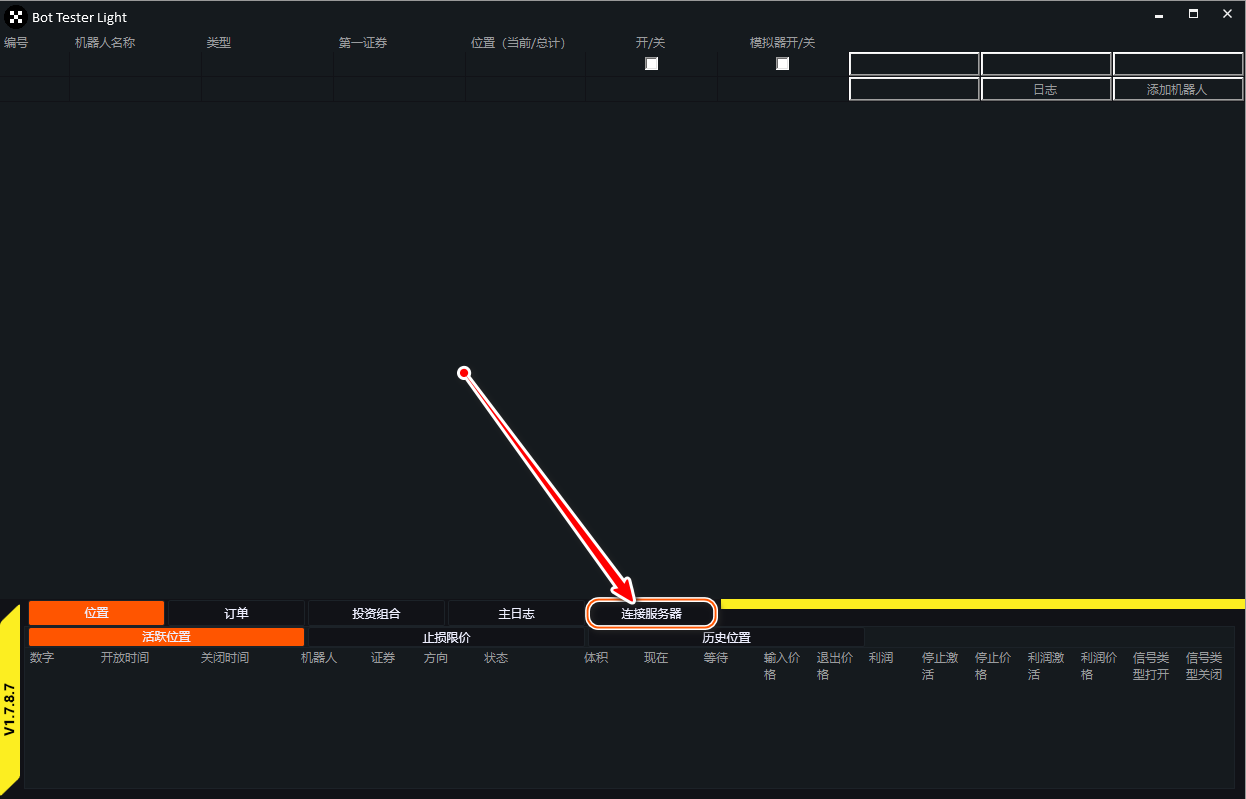 Bot Tester Light
编号 机器人名称 类型 第一证券 位置（当前/总计） 开/关 模拟器开/关
日志 添加机器人
位置 订单 投资组合 主日志 连接服务器
活跃位置 止损限价 历史位置
数字 开放时间 关闭时间 机器人 证券 方向 状态 体积 现在 等待 输入价格 退出价格 利润 停止激活 停止价格 利润激活 利润价格 信号类型打开 信号类型关闭
V1.7.8.7